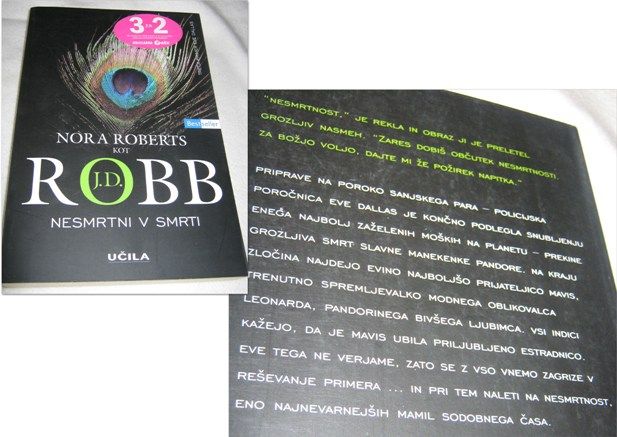 3 ZA 2
Bestseller
NORA ROBERTS
KOT
J.D.
ROBB
NESMRTNI V SMRTI
UČILA
"NESMRTNOST," JE REKLA IN OBRAZ JI JE PRELETEL
GROZLJIV NASMEH. "ZARES DOBIŠ OBČUTEK NESMRTNOSTI.
ZA BOŽJO VOLJO, DAJTE MI ŽE POŽIREK NAPITKA."
PRIPRAVE NA POROKO SANJSKEGA PARA – POLICIJSKA
POROČNICA EVE DALLAS JE KONČNO PODLEGLA SNUBLJENJU
ENEGA NAJBOLJ ZAŽELENIH MOŠKIH NA PLANETU – PREKINE
GROZLJIVA SMRT SLAVNE MANEKENKE PANDORE. NA KRAJU
ZLOČINA NAJDEJO EVINO NAJBOLJŠO PRIJATELJICO MAVIS,
TRENUTNO SPREMLJEVALKO MODNEGA OBLIKOVALCA
LEONARDA, PANDORINEGA BIVŠEGA LJUBIMCA. VSI INDICI
KAŽEJO, DA JE MAVIS UBILA PRILJUBLJENO ESTRADNICO.
EVE TEGA NE VERJAME, ZATO SE Z VSO VNEMO ZAGRIZE V
REŠEVANJE PRIMERA ... IN PRI TEM NALETI NA NESMRTNOST,
ENO NAJNEVARNEJŠIH MAMIL SODOBNEGA ČASA.